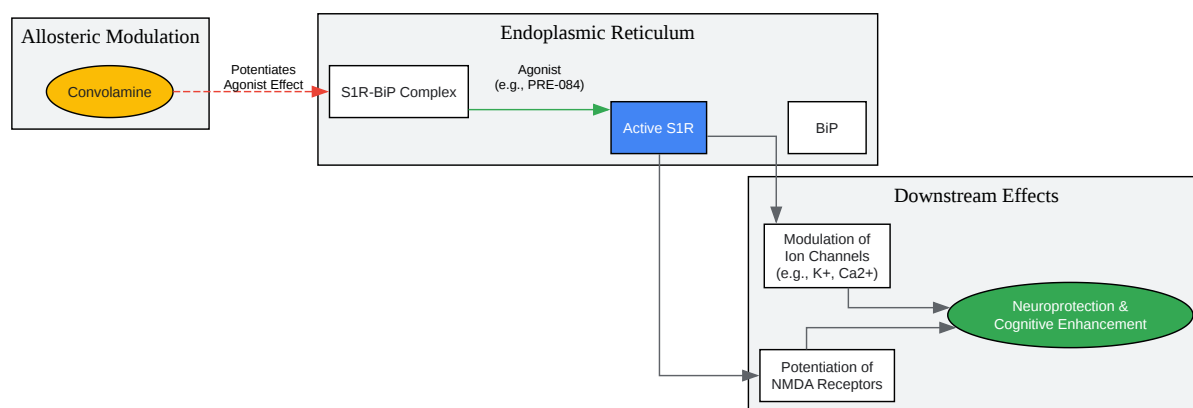 Allosteric Modulation
Convolamine
Potentiates
Agonist Effect
Endoplasmic Reticulum
S1R-BiP Complex
Agonist
(e.g., PRE-084)
Active S1R
BiP
Downstream Effects
Modulation of
Ion Channels
(e.g., K+, Ca2+)
Neuroprotection &
Cognitive Enhancement
Potentiation of
NMDA Receptors